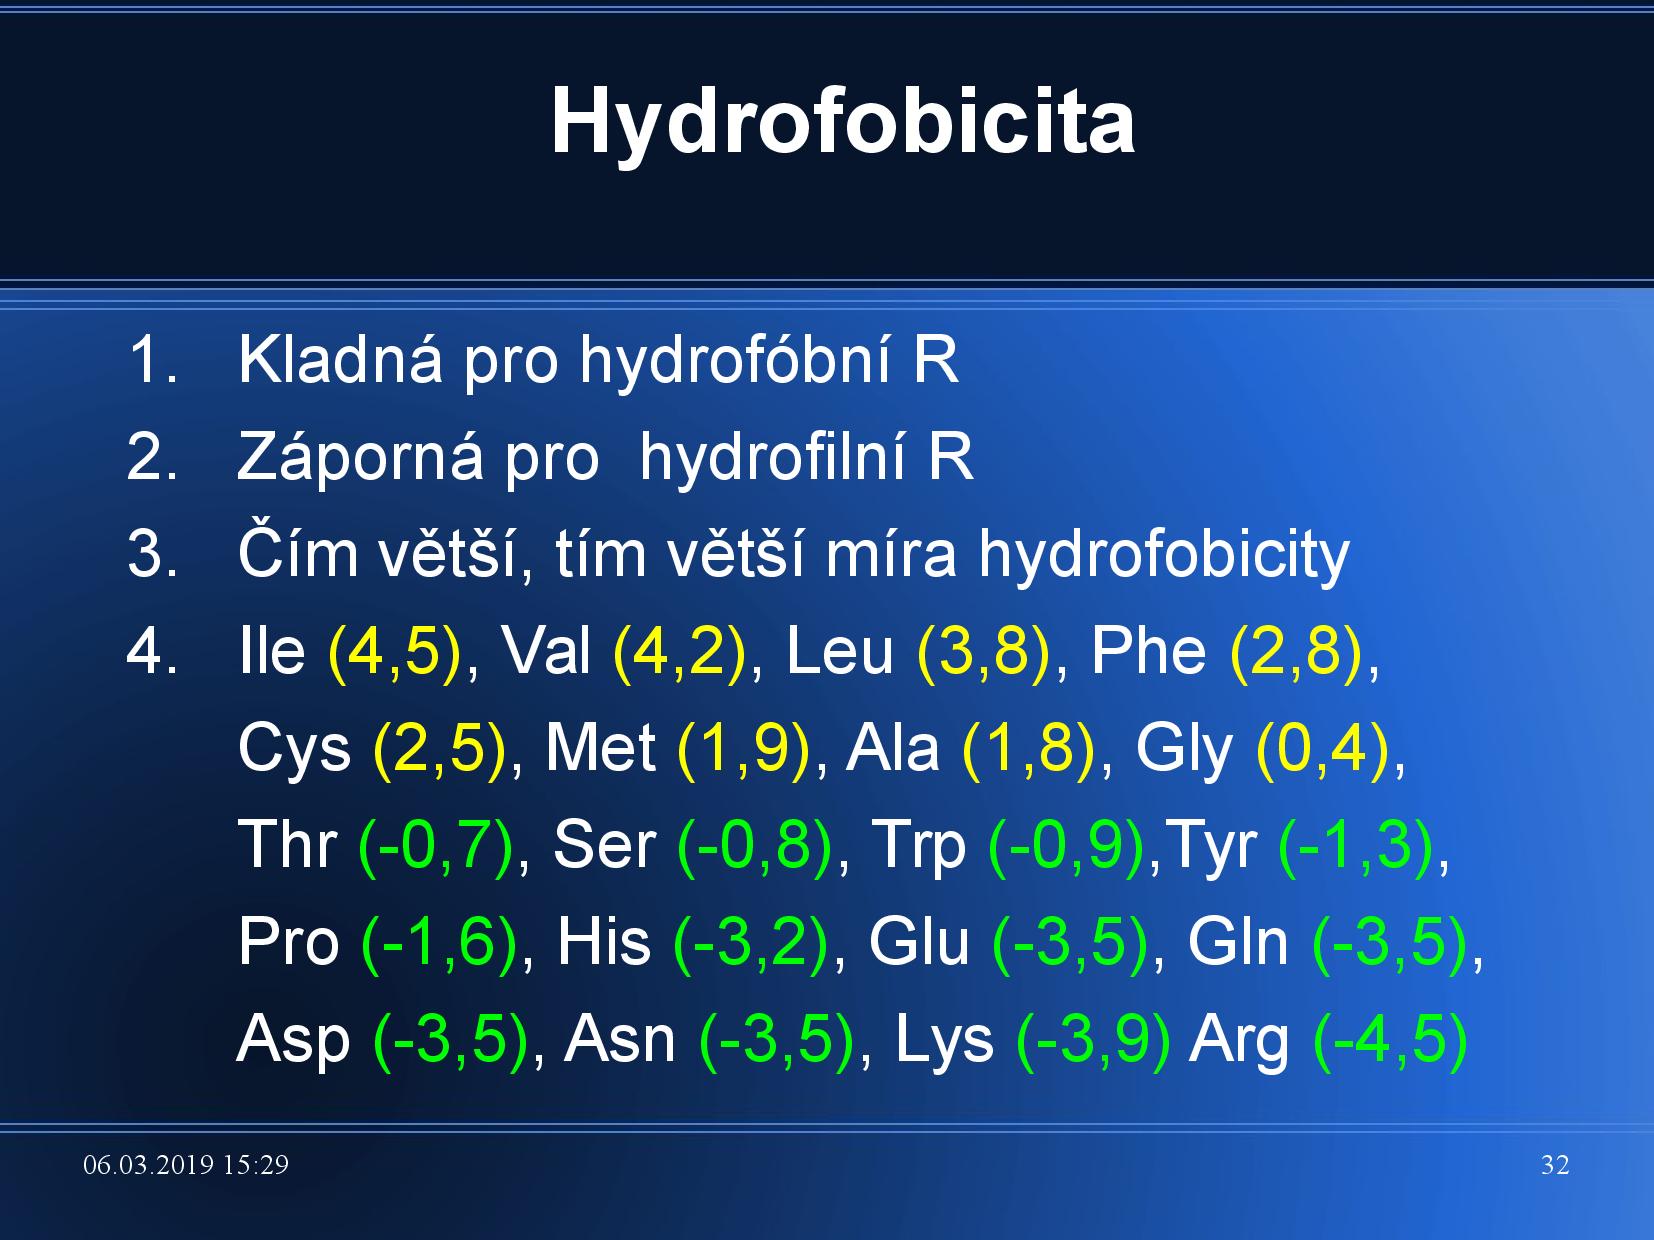 Hydrofobicita
1. Kladná pro hydrofóbní R
2. Záporná pro  hydrofilní R
3. Čím větší, tím větší míra hydrofobicity
4. Ile (4,5), Val (4,2), Leu (3,8), Phe (2,8),
Cys (2,5), Met (1,9), Ala (1,8), Gly (0,4),
Thr (-0,7), Ser (-0,8), Trp (-0,9),Tyr (-1,3),
Pro (-1,6), His (-3,2), Glu (-3,5), Gln (-3,5),
Asp (-3,5), Asn (-3,5), Lys (-3,9) Arg (-4,5)
06.03.2019 15:29
32